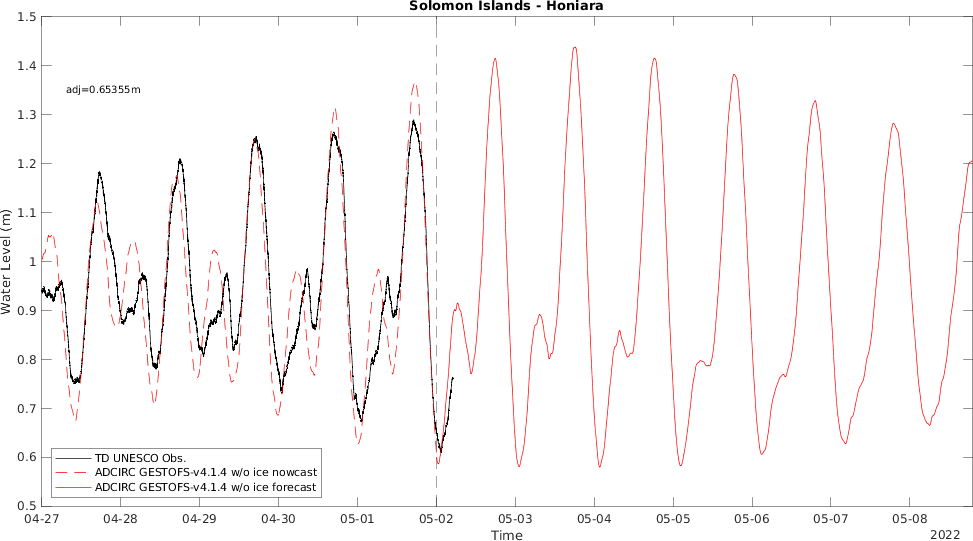 Solomon Islands - Honiara
1.5
1.4
1.3
1.2
1.1
1
0.9
0.8
0.7
0.6
0.5
Water Level (m)
adj=0.65355m
TD UNESCO Obs.
ADCIRC GESTOFS-v4.1.4 w/o ice nowcast
ADCIRC GESTOFS-v4.1.4 w/o ice forecast
04-27 04-28 04-29 04-30 05-01 05-02 05-03 05-04 05-05 05-06 05-07 05-08
Time
2022